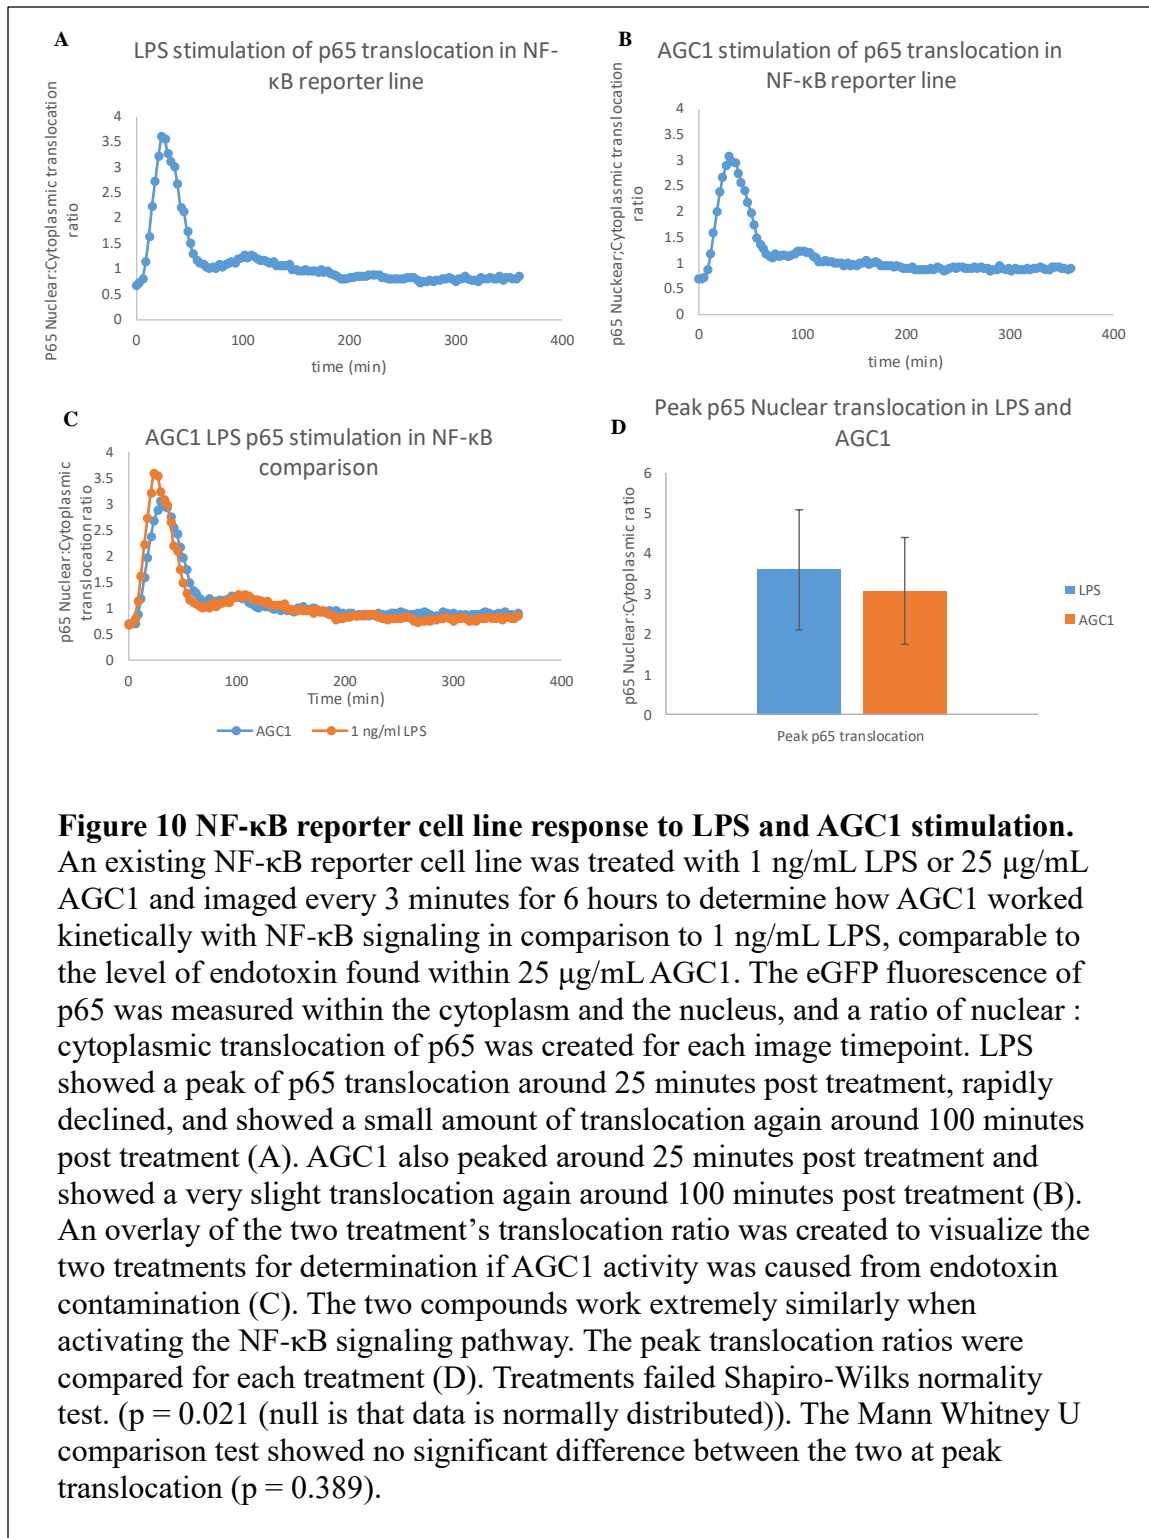 A
LPS stimulation of p65 translocation in NF-
κB reporter line
P65 Nuclear:Cytoplasmic translocation
ratio
4
3.5
3
2.5
2
1.5
1
0.5
0
0
100
200
300
400
time (min)
B
AGC1 stimulation of p65 translocation in
NF-κB reporter line
p65 Nuckear;Cytoplasmic translocation
ratio
4
3.5
3
2.5
2
1.5
1
0.5
0
0
100
200
300
400
time (min)
C
AGC1 LPS p65 stimulation in NF-κB
comparison
p65 Nuclear:Cytoplasmic
translocation ratio
4
3.5
3
2.5
2
1.5
1
0.5
0
0
100
200
300
400
Time (min)
AGC1
1 ng/ml LPS
Peak p65 Nuclear translocation in LPS and
AGC1
D
p65 Nuclear:Cytoplasmic ratio
6
5
4
3
2
1
0
Peak p65 translocation
LPS
AGC1
Figure 10 NF-κB reporter cell line response to LPS and AGC1 stimulation.
An existing NF-κB reporter cell line was treated with 1 ng/mL LPS or 25 μg/mL
AGC1 and imaged every 3 minutes for 6 hours to determine how AGC1 worked
kinetically with NF-κB signaling in comparison to 1 ng/mL LPS, comparable to
the level of endotoxin found within 25 μg/mL AGC1. The eGFP fluorescence of
p65 was measured within the cytoplasm and the nucleus, and a ratio of nuclear :
cytoplasmic translocation of p65 was created for each image timepoint. LPS
showed a peak of p65 translocation around 25 minutes post treatment, rapidly
declined, and showed a small amount of translocation again around 100 minutes
post treatment (A). AGC1 also peaked around 25 minutes post treatment and
showed a very slight translocation again around 100 minutes post treatment (B).
An overlay of the two treatment’s translocation ratio was created to visualize the
two treatments for determination if AGC1 activity was caused from endotoxin
contamination (C). The two compounds work extremely similarly when
activating the NF-κB signaling pathway. The peak translocation ratios were
compared for each treatment (D). Treatments failed Shapiro-Wilks normality
test. (p = 0.021 (null is that data is normally distributed)). The Mann Whitney U
comparison test showed no significant difference between the two at peak
translocation (p = 0.389).